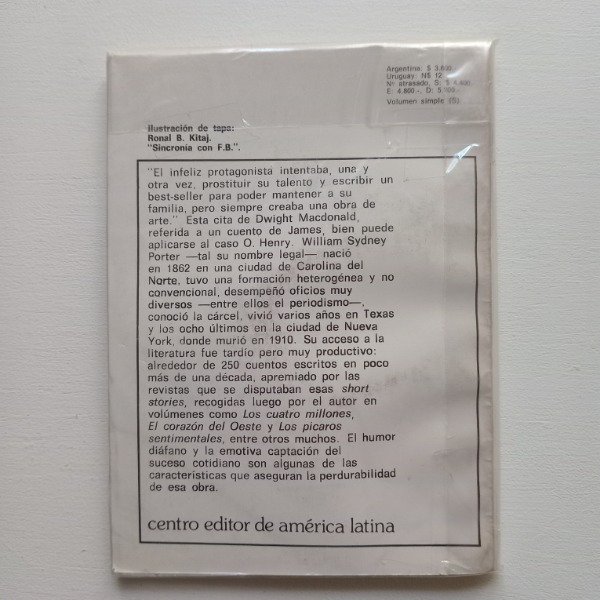 Argentina: $ 3.800.-
Uruguay: N$ 12
Nº atrasado, S: $ 4.400.
E: 4.800.-, D: 5.200.-
Volumen simple (S)
Ilustración de tapa:
Ronal B. Kitaj.
"Sincronía con F.B.".
"El infeliz protagonista intentaba, una y
otra vez, prostituir su talento y escribir un
best-seller para poder mantener a su
familia, pero siempre creaba una obra de
arte." Esta cita de Dwight Macdonald,
referida a un cuento de James, bien puede
aplicarse al caso O. Henry. William Sydney
Porter —tal su nombre legal— nació
en 1862 en una ciudad de Carolina del
Norte, tuvo una formación heterogénea y no
convencional, desempeñó oficios muy
diversos —entre ellos el periodismo—,
conoció la cárcel, vivió varios años en Texas
y los ocho últimos en la ciudad de Nueva
York, donde murió en 1910. Su acceso a la
literatura fue tardío pero muy productivo:
alrededor de 250 cuentos escritos en poco
más de una década, apremiado por las
revistas que se disputaban esas short
stories, recogidas luego por el autor en
volúmenes como Los cuatro millones,
El corazón del Oeste y Los pícaros
sentimentales, entre otros muchos. El humor
diáfano y la emotiva captación del
suceso cotidiano son algunas de las
características que aseguran la perdurabilidad
de esa obra.
centro editor de américa latina